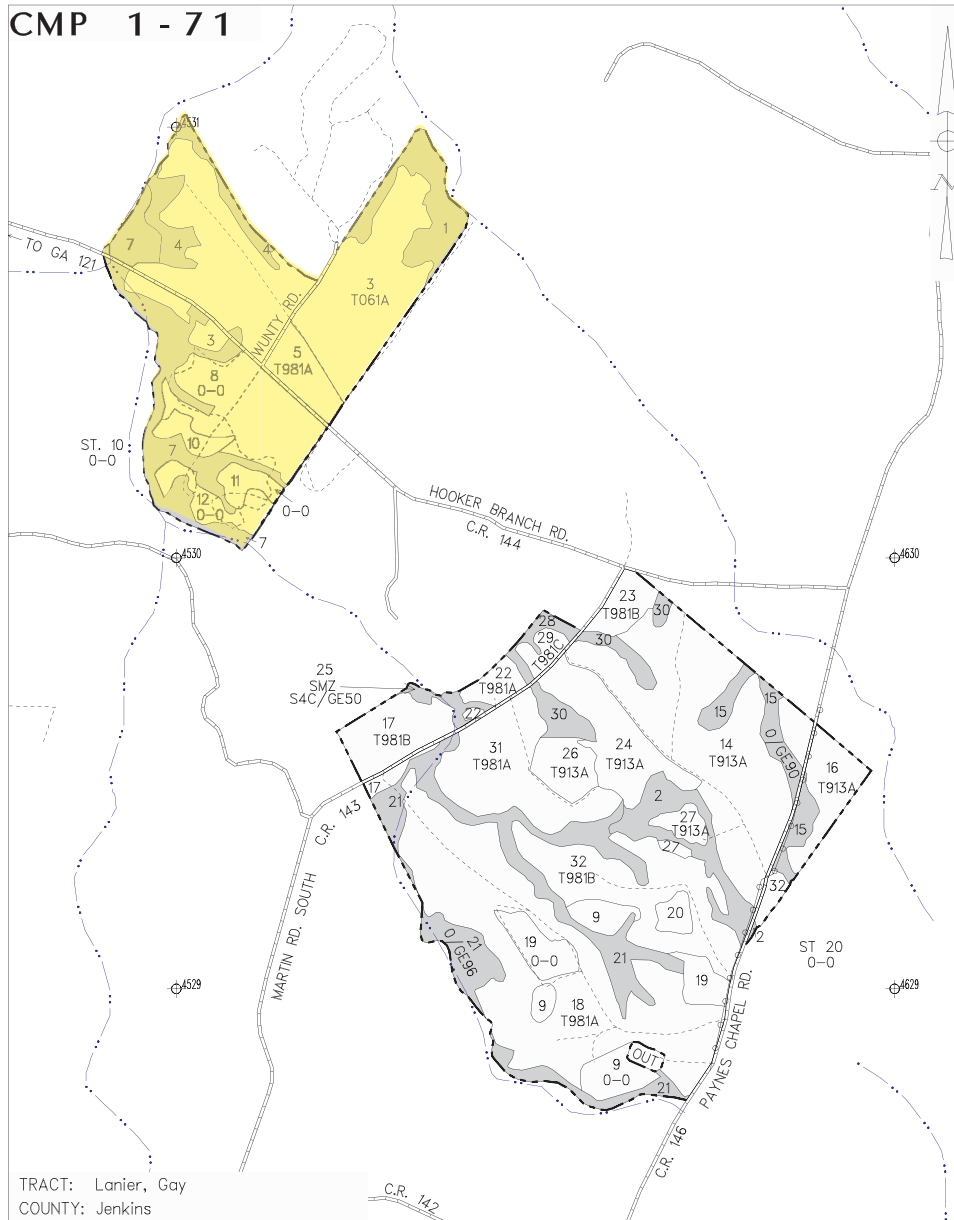 CMP 1-71
4531
N
TO GA 121
7
4
4
1
3
T061A
WUNTY RD.
3
5
T981A
8
0-0
ST. 10
0-0
7
10
11
12
0-0
0-0
7
HOOKER BRANCH RD.
C.R. 144
4530
4630
23
T981B
30
28
29
T981C
30
25
SMZ
S4C/GE50
22
T981A
22
17
T981B
30
15
15
0/GE90
31
T981A
26
T913A
24
T913A
14
T913A
16
T913A
17
21
2
27
T913A
27
15
C.R. 143
MARTIN RD. SOUTH
32
T981B
32
9
20
2
21
0/GE96
19
0-0
21
19
ST 20
0-0
4529
4629
9
18
T981A
PAYNES CHAPEL RD.
OUT
9
0-0
21
C.R. 146
C.R. 142
TRACT: Lanier, Gay
COUNTY: Jenkins